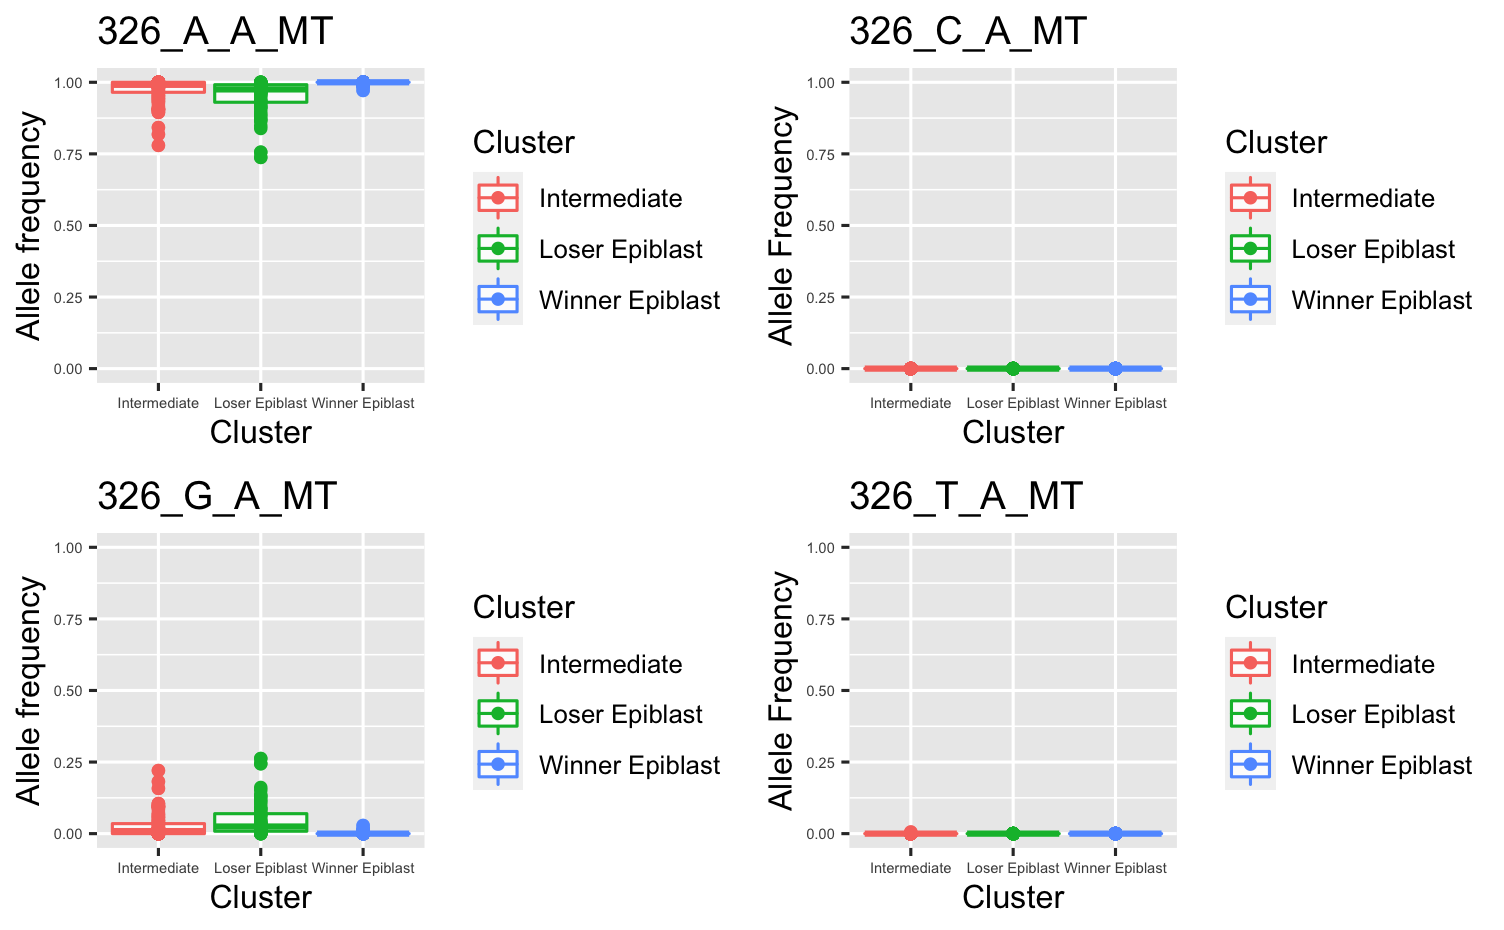 326_A_A_MT
Allele frequency
1.00
0.75
0.50
0.25
0.00
Intermediate Loser Epiblast Winner Epiblast
Cluster
Cluster
Intermediate
Loser Epiblast
Winner Epiblast
326_C_A_MT
Allele Frequency
1.00
0.75
0.50
0.25
0.00
Intermediate Loser Epiblast Winner Epiblast
Cluster
Cluster
Intermediate
Loser Epiblast
Winner Epiblast
326_G_A_MT
Allele frequency
1.00
0.75
0.50
0.25
0.00
Intermediate Loser Epiblast Winner Epiblast
Cluster
Cluster
Intermediate
Loser Epiblast
Winner Epiblast
326_T_A_MT
Allele Frequency
1.00
0.75
0.50
0.25
0.00
Intermediate Loser Epiblast Winner Epiblast
Cluster
Cluster
Intermediate
Loser Epiblast
Winner Epiblast